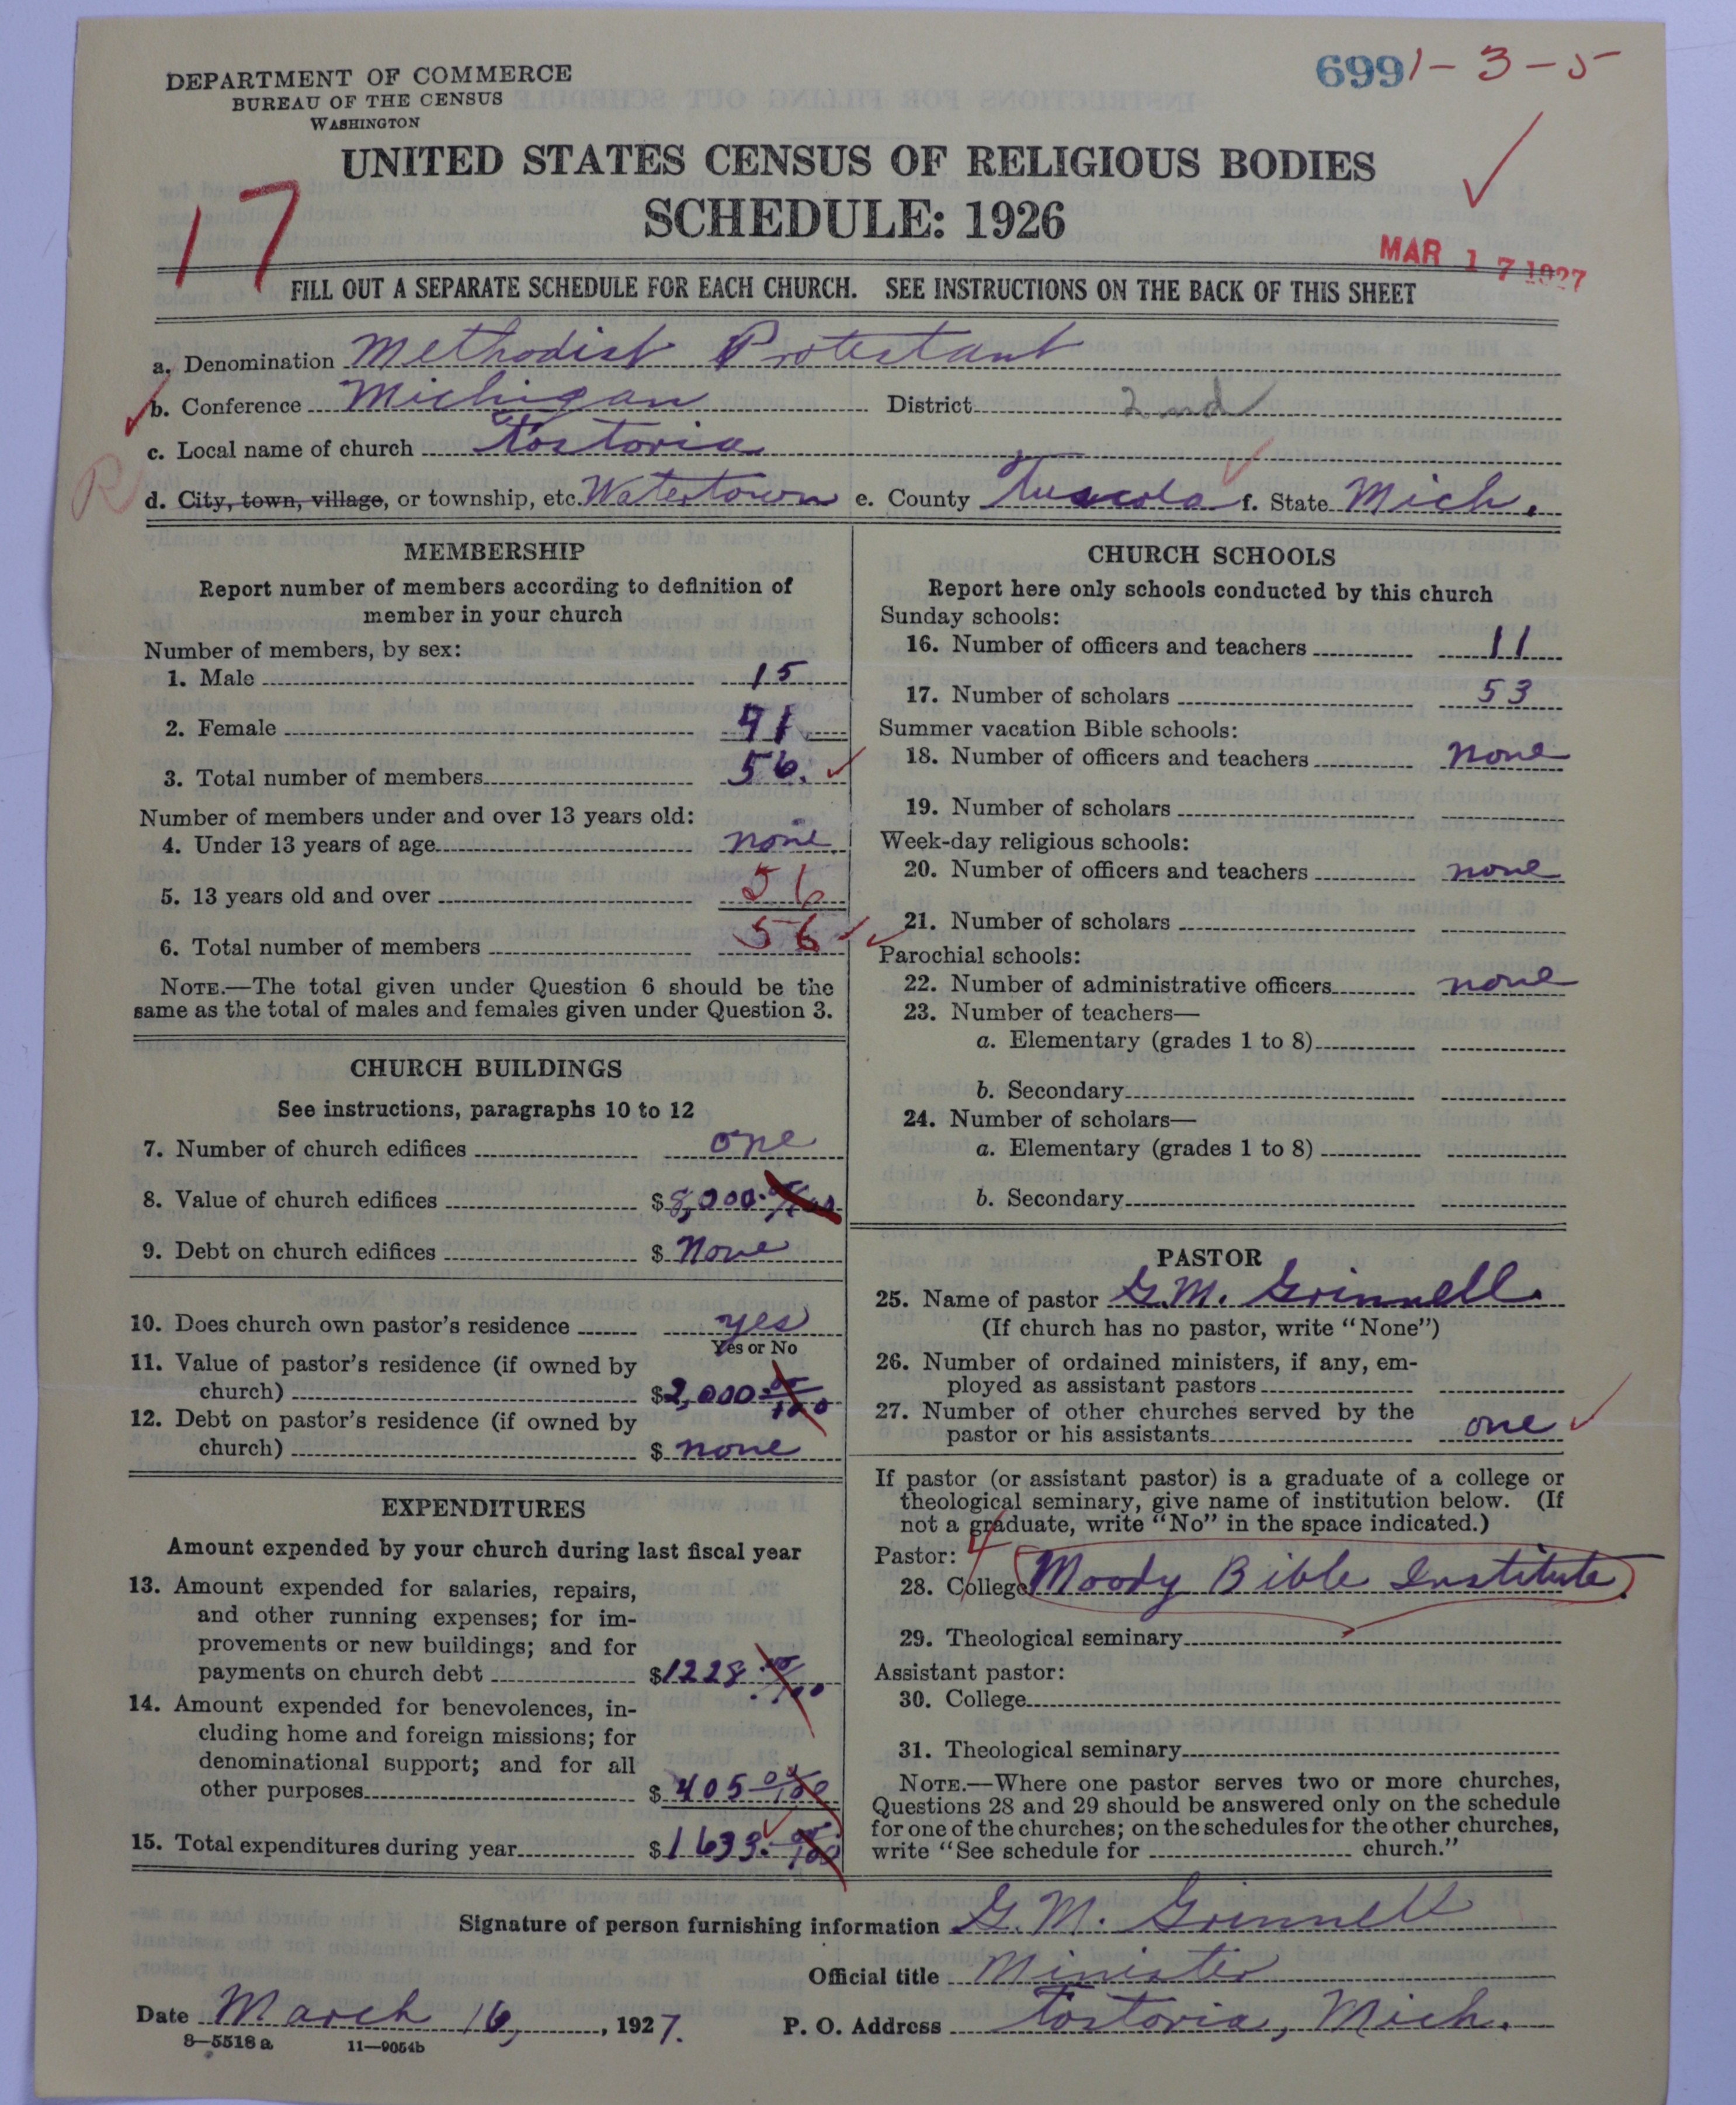 DEPARTMENT OF COMMERCE
BUREAU OF THE CENSUS
WASHINGTON
6991-3-5
UNITED STATES CENSUS OF RELIGIOUS BODIES
SCHEDULE: 1926
17
MAR 17 1927
FILL OUT A SEPARATE SCHEDULE FOR EACH CHURCH. SEE INSTRUCTIONS ON THE BACK OF THIS SHEET
a. Denomination Methodist Protestant
b. Conference Michigan District 2nd
c. Local name of church Fostoria
R
d. City, town, village, or township, etc. Watertown e. County Tuscola f. State Mich.
MEMBERSHIP
Report number of members according to definition of
member in your church
Number of members, by sex:
1. Male 15
2. Female 41
3. Total number of members 56.
Number of members under and over 13 years old:
4. Under 13 years of age none
5. 13 years old and over 56
6. Total number of members 56
NOTE.—The total given under Question 6 should be the
same as the total of males and females given under Question 3.
CHURCH BUILDINGS
See instructions, paragraphs 10 to 12
7. Number of church edifices one
8. Value of church edifices $8,000.00/100
9. Debt on church edifices $ none
10. Does church own pastor's residence yes
Yes or No
11. Value of pastor's residence (if owned by
church) $2,000.00/100
12. Debt on pastor's residence (if owned by
church) $ none
EXPENDITURES
Amount expended by your church during last fiscal year
13. Amount expended for salaries, repairs,
and other running expenses; for im-
provements or new buildings; and for
payments on church debt $1228.00/100
14. Amount expended for benevolences, in-
cluding home and foreign missions; for
denominational support; and for all
other purposes $405 00/100
15. Total expenditures during year $1633.00/100
CHURCH SCHOOLS
Report here only schools conducted by this church
Sunday schools:
16. Number of officers and teachers 11
17. Number of scholars 53
Summer vacation Bible schools:
18. Number of officers and teachers none
19. Number of scholars
Week-day religious schools:
20. Number of officers and teachers none
21. Number of scholars
Parochial schools:
22. Number of administrative officers none
23. Number of teachers—
a. Elementary (grades 1 to 8)
b. Secondary
24. Number of scholars—
a. Elementary (grades 1 to 8)
b. Secondary
PASTOR
25. Name of pastor G.M. Grinnell.
(If church has no pastor, write "None")
26. Number of ordained ministers, if any, em-
ployed as assistant pastors
27. Number of other churches served by the
pastor or his assistants one
If pastor (or assistant pastor) is a graduate of a college or
theological seminary, give name of institution below. (If
not a graduate, write "No" in the space indicated.)
Pastor: 4
28. College Moody Bible Institute.
29. Theological seminary
Assistant pastor:
30. College
31. Theological seminary
NOTE.—Where one pastor serves two or more churches,
Questions 28 and 29 should be answered only on the schedule
for one of the churches; on the schedules for the other churches,
write "See schedule for church."
Signature of person furnishing information G. M. Grinnell
Official title Minister
Date March 16, 1927. P. O. Address Fostoria, Mich.
8—5518a 11—9054b